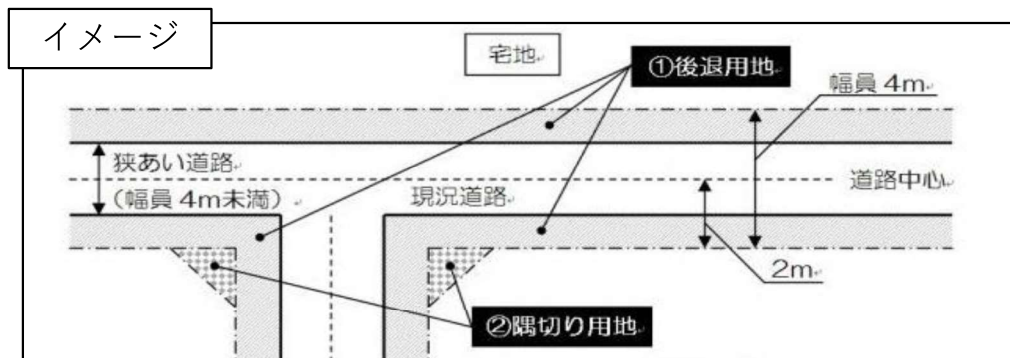 イメージ
宅地
①後退用地
幅員 4m
狭あい道路
(幅員 4m未満)
現況道路
道路中心
2m
②隅切り用地